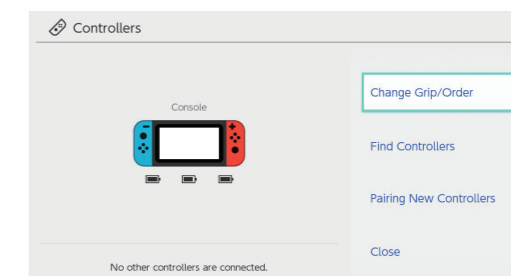 Controllers
Console
Change Grip/Order
Find Controllers
Pairing New Controllers
Close
No other controllers are connected.